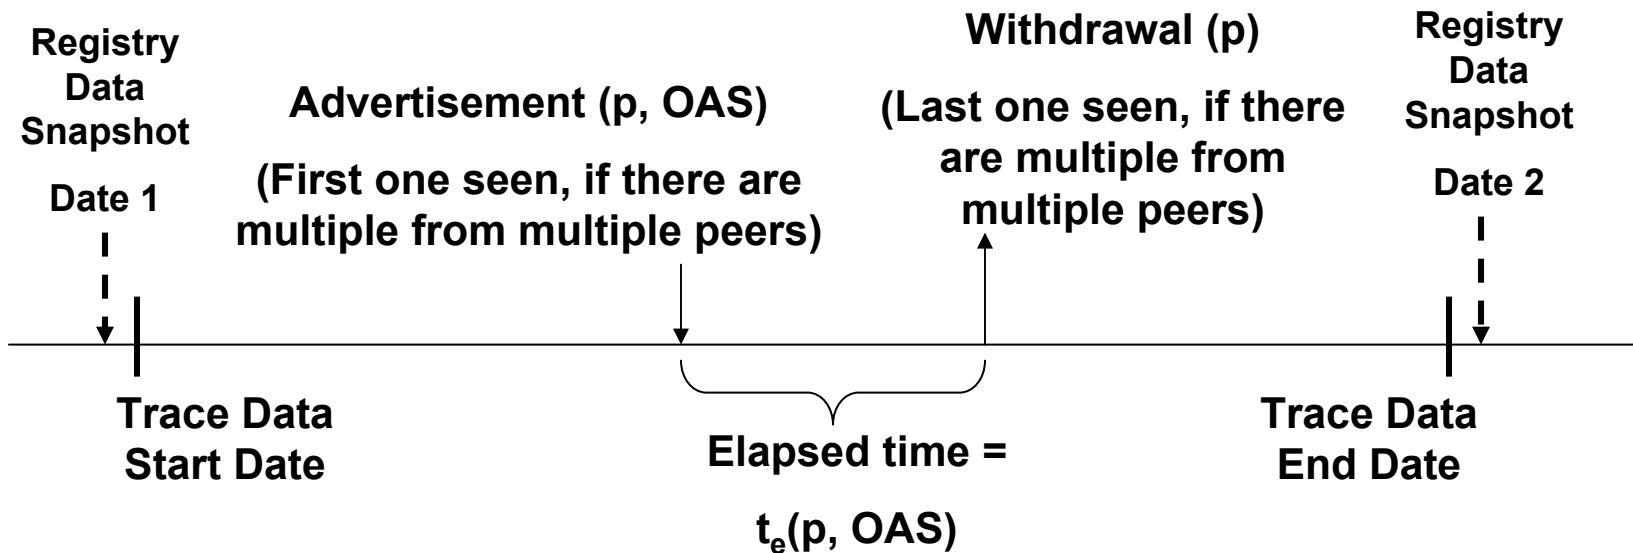 Registry
Data
Snapshot
Date 1
Advertisement (p, OAS)
(First one seen, if there are
multiple from multiple peers)
Withdrawal (p)
(Last one seen, if there
are multiple from
multiple peers)
Registry
Data
Snapshot
Date 2
Trace Data
Start Date
Elapsed time =
te(p, OAS)
Trace Data
End Date